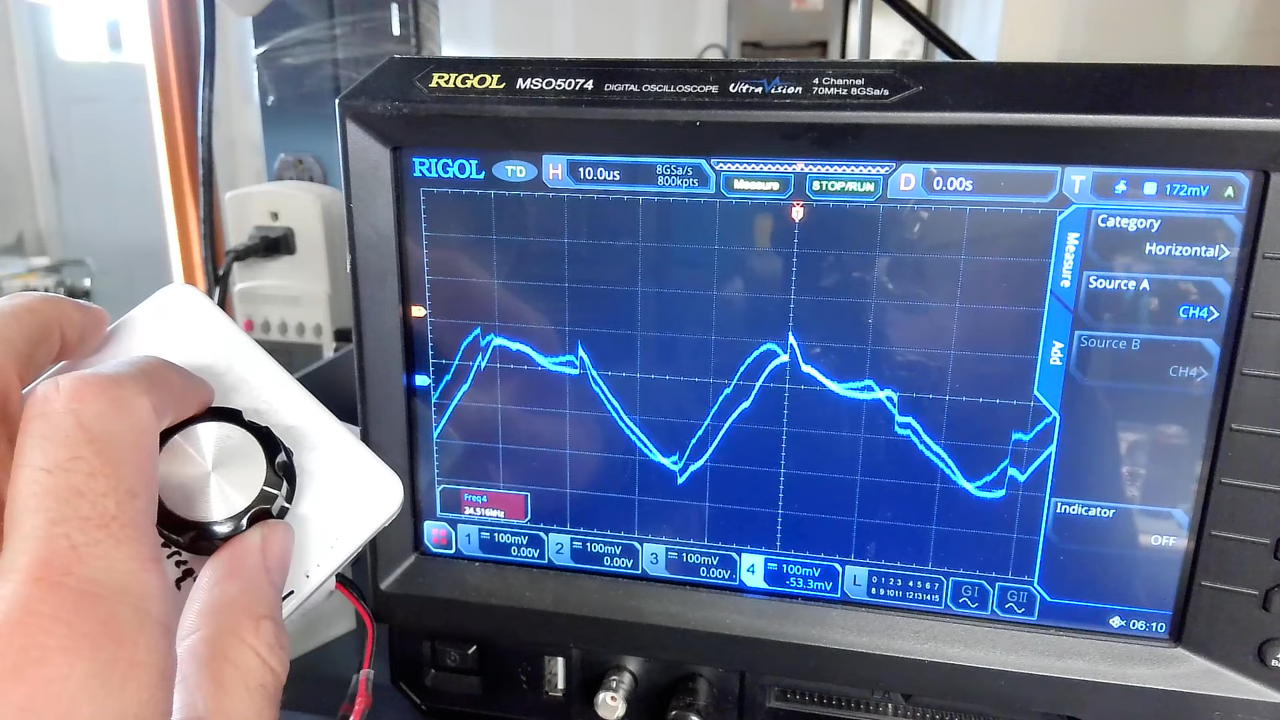 RIGOL MSO5074 DIGITAL OSCILLOSCOPE UltraVision 4 Channel
70MHz 8GSa/s
RIGOL T'D H 10.0us 8GSa/s
800kpts
Measure STOP/RUN D 0.00s T 172mV A
Category
Horizontal
Measure
Source A
CH4
Add
Source B
CH4
Indicator
OFF
Freq4
24.516kHz
1 100mV
0.00V
2 100mV
0.00V
3 100mV
0.00V
4 100mV
-53.3mV
L 0 1 2 3 4 5 6 7
8 9 10 11 12 13 14 15
GI GII
06:10